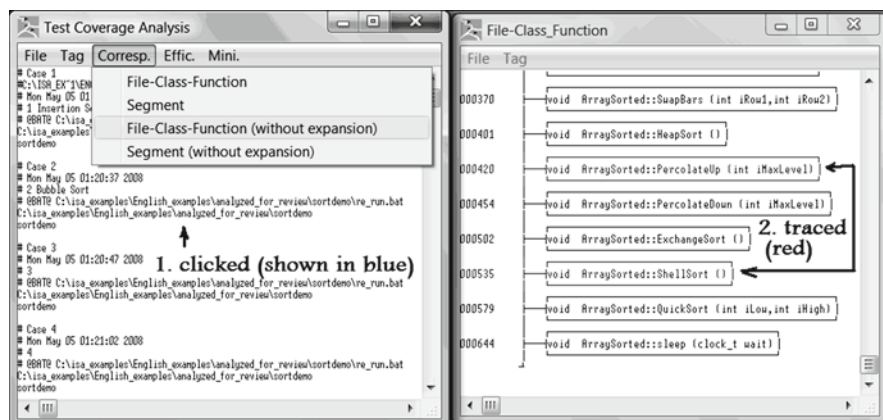 Test Coverage Analysis
File Tag Corresp. Effic. Mini.
File-Class-Function
Segment
File-Class-Function (without expansion)
Segment (without expansion)
# Case 1
#C:\ISA_EX~1\EN
# Mon May 05 01
# 1 Insertion S
# @BAT@ C:\isa_
C:\isa_examples\
sortdemo
# Case 2
# Mon May 05 01:20:37 2008
# 2 Bubble Sort
# @BAT@ C:\isa_examples\English_examples\analyzed_for_review\sortdemo\re_run.bat
C:\isa_examples\English_examples\analyzed_for_review\sortdemo
sortdemo
# Case 3
# Mon May 05 01:20:47 2008
# 3
# @BAT@ C:\isa_examples\English_examples\analyzed_for_review\sortdemo\re_run.bat
C:\isa_examples\English_examples\analyzed_for_review\sortdemo
sortdemo
# Case 4
# Mon May 05 01:21:02 2008
# 4
# @BAT@ C:\isa_examples\English_examples\analyzed_for_review\sortdemo\re_run.bat
C:\isa_examples\English_examples\analyzed_for_review\sortdemo
sortdemo
1. clicked (shown in blue)
File-Class_Function
File Tag
000370 void ArraySorted::SwapBars (int iRow1,int iRow2)
000401 void ArraySorted::HeapSort ()
000420 void ArraySorted::PercolateUp (int iMaxLevel)
000454 void ArraySorted::PercolateDown (int iMaxLevel)
000502 void ArraySorted::ExchangeSort ()
000535 void ArraySorted::ShellSort ()
000579 void ArraySorted::QuickSort (int iLow,int iHigh)
000644 void ArraySorted::sleep (clock_t wait)
2. traced
(red)